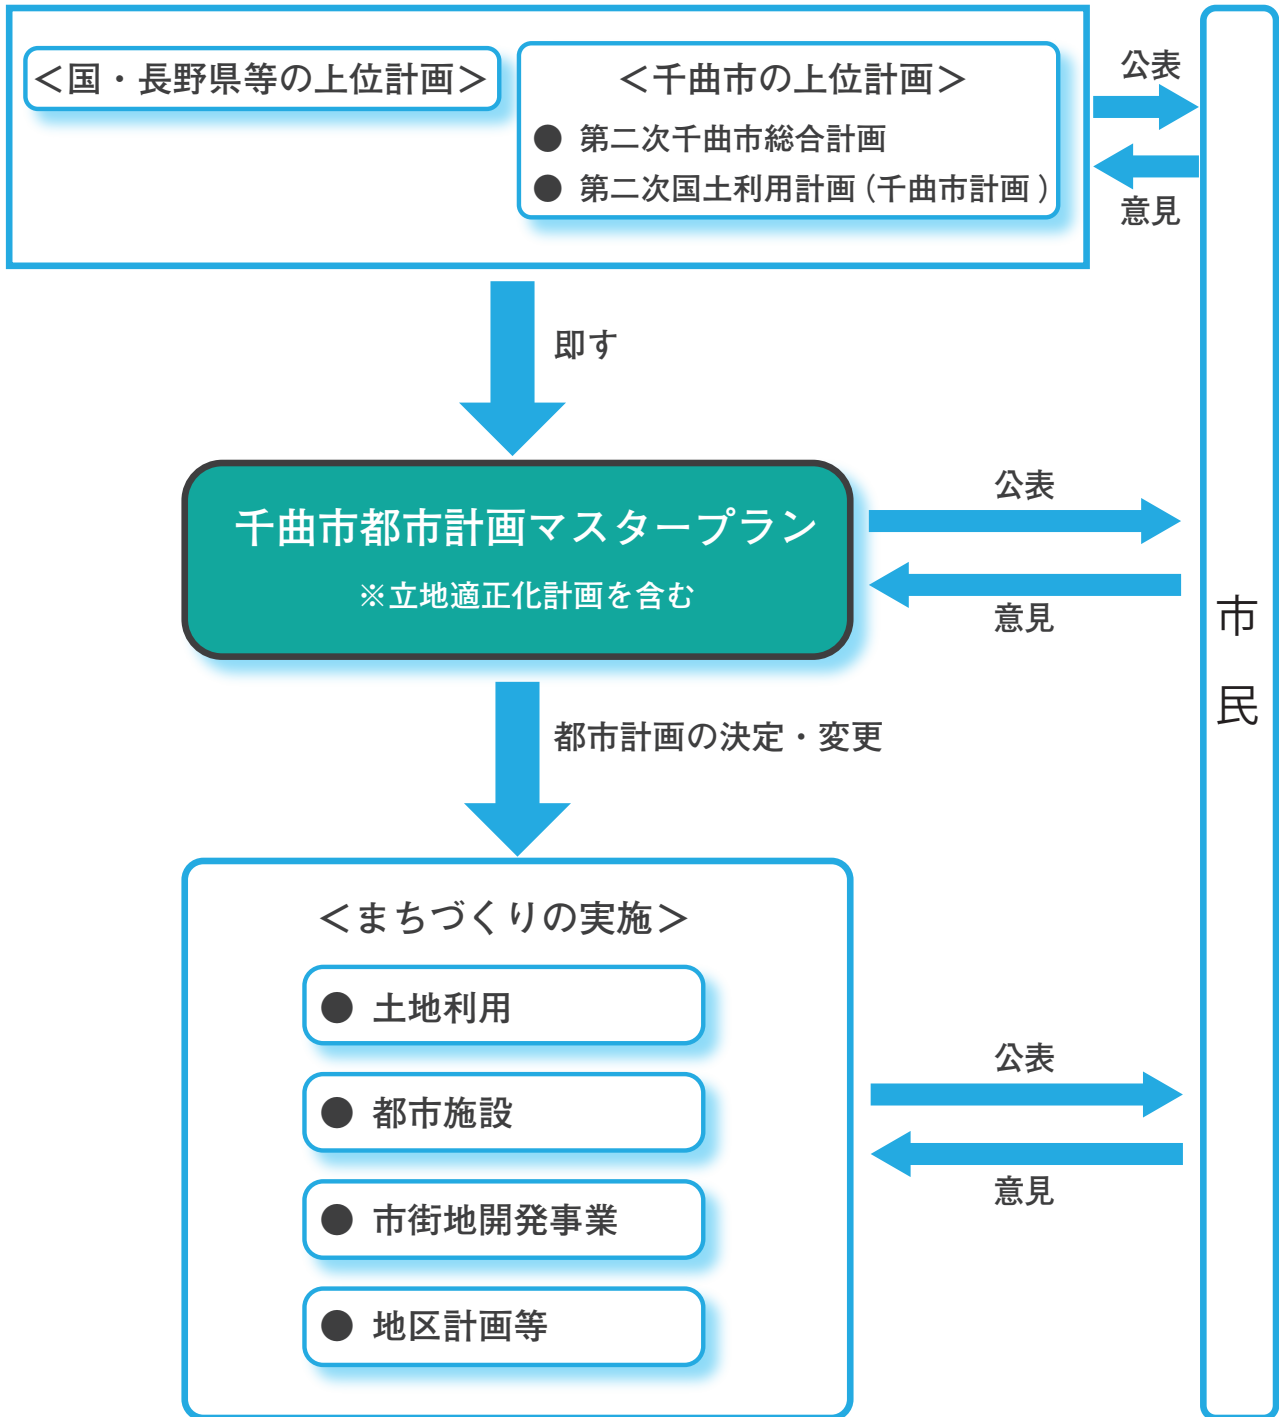 ＜国・長野県等の上位計画＞
＜千曲市の上位計画＞
● 第二次千曲市総合計画
● 第二次国土利用計画(千曲市計画)
公表
意見
即す
千曲市都市計画マスタープラン
※立地適正化計画を含む
公表
意見
市民
都市計画の決定・変更
＜まちづくりの実施＞
● 土地利用
● 都市施設
● 市街地開発事業
● 地区計画等
公表
意見